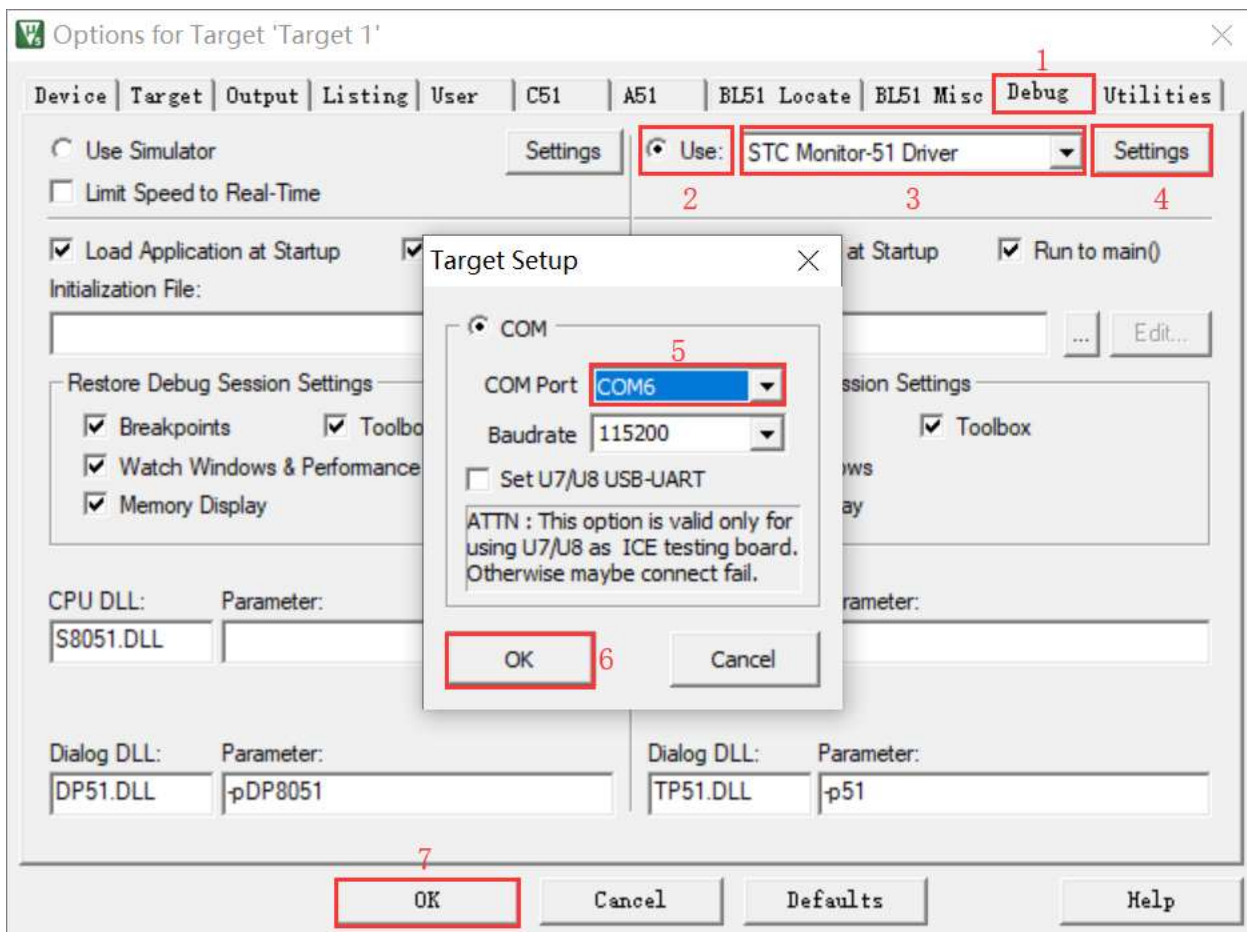 Options for Target 'Target 1'
1
Device Target Output Listing User C51 A51 BL51 Locate BL51 Misc Debug Utilities
Use Simulator Settings Use: STC Monitor-51 Driver Settings
Limit Speed to Real-Time
2 3 4
Load Application at Startup at Startup Run to main()
Initialization File:
... Edit...
Restore Debug Session Settings ssion Settings
Breakpoints Toolbo Toolbox
Watch Windows & Performance ows
Memory Display ay
CPU DLL: Parameter: rameter:
S8051.DLL
Dialog DLL: Parameter: Dialog DLL: Parameter:
DP51.DLL -pDP8051 TP51.DLL -p51
Target Setup
COM
5
COM Port COM6
Baudrate 115200
Set U7/U8 USB-UART
ATTN : This option is valid only for
using U7/U8 as ICE testing board.
Otherwise maybe connect fail.
OK 6 Cancel
7
OK Cancel Defaults Help